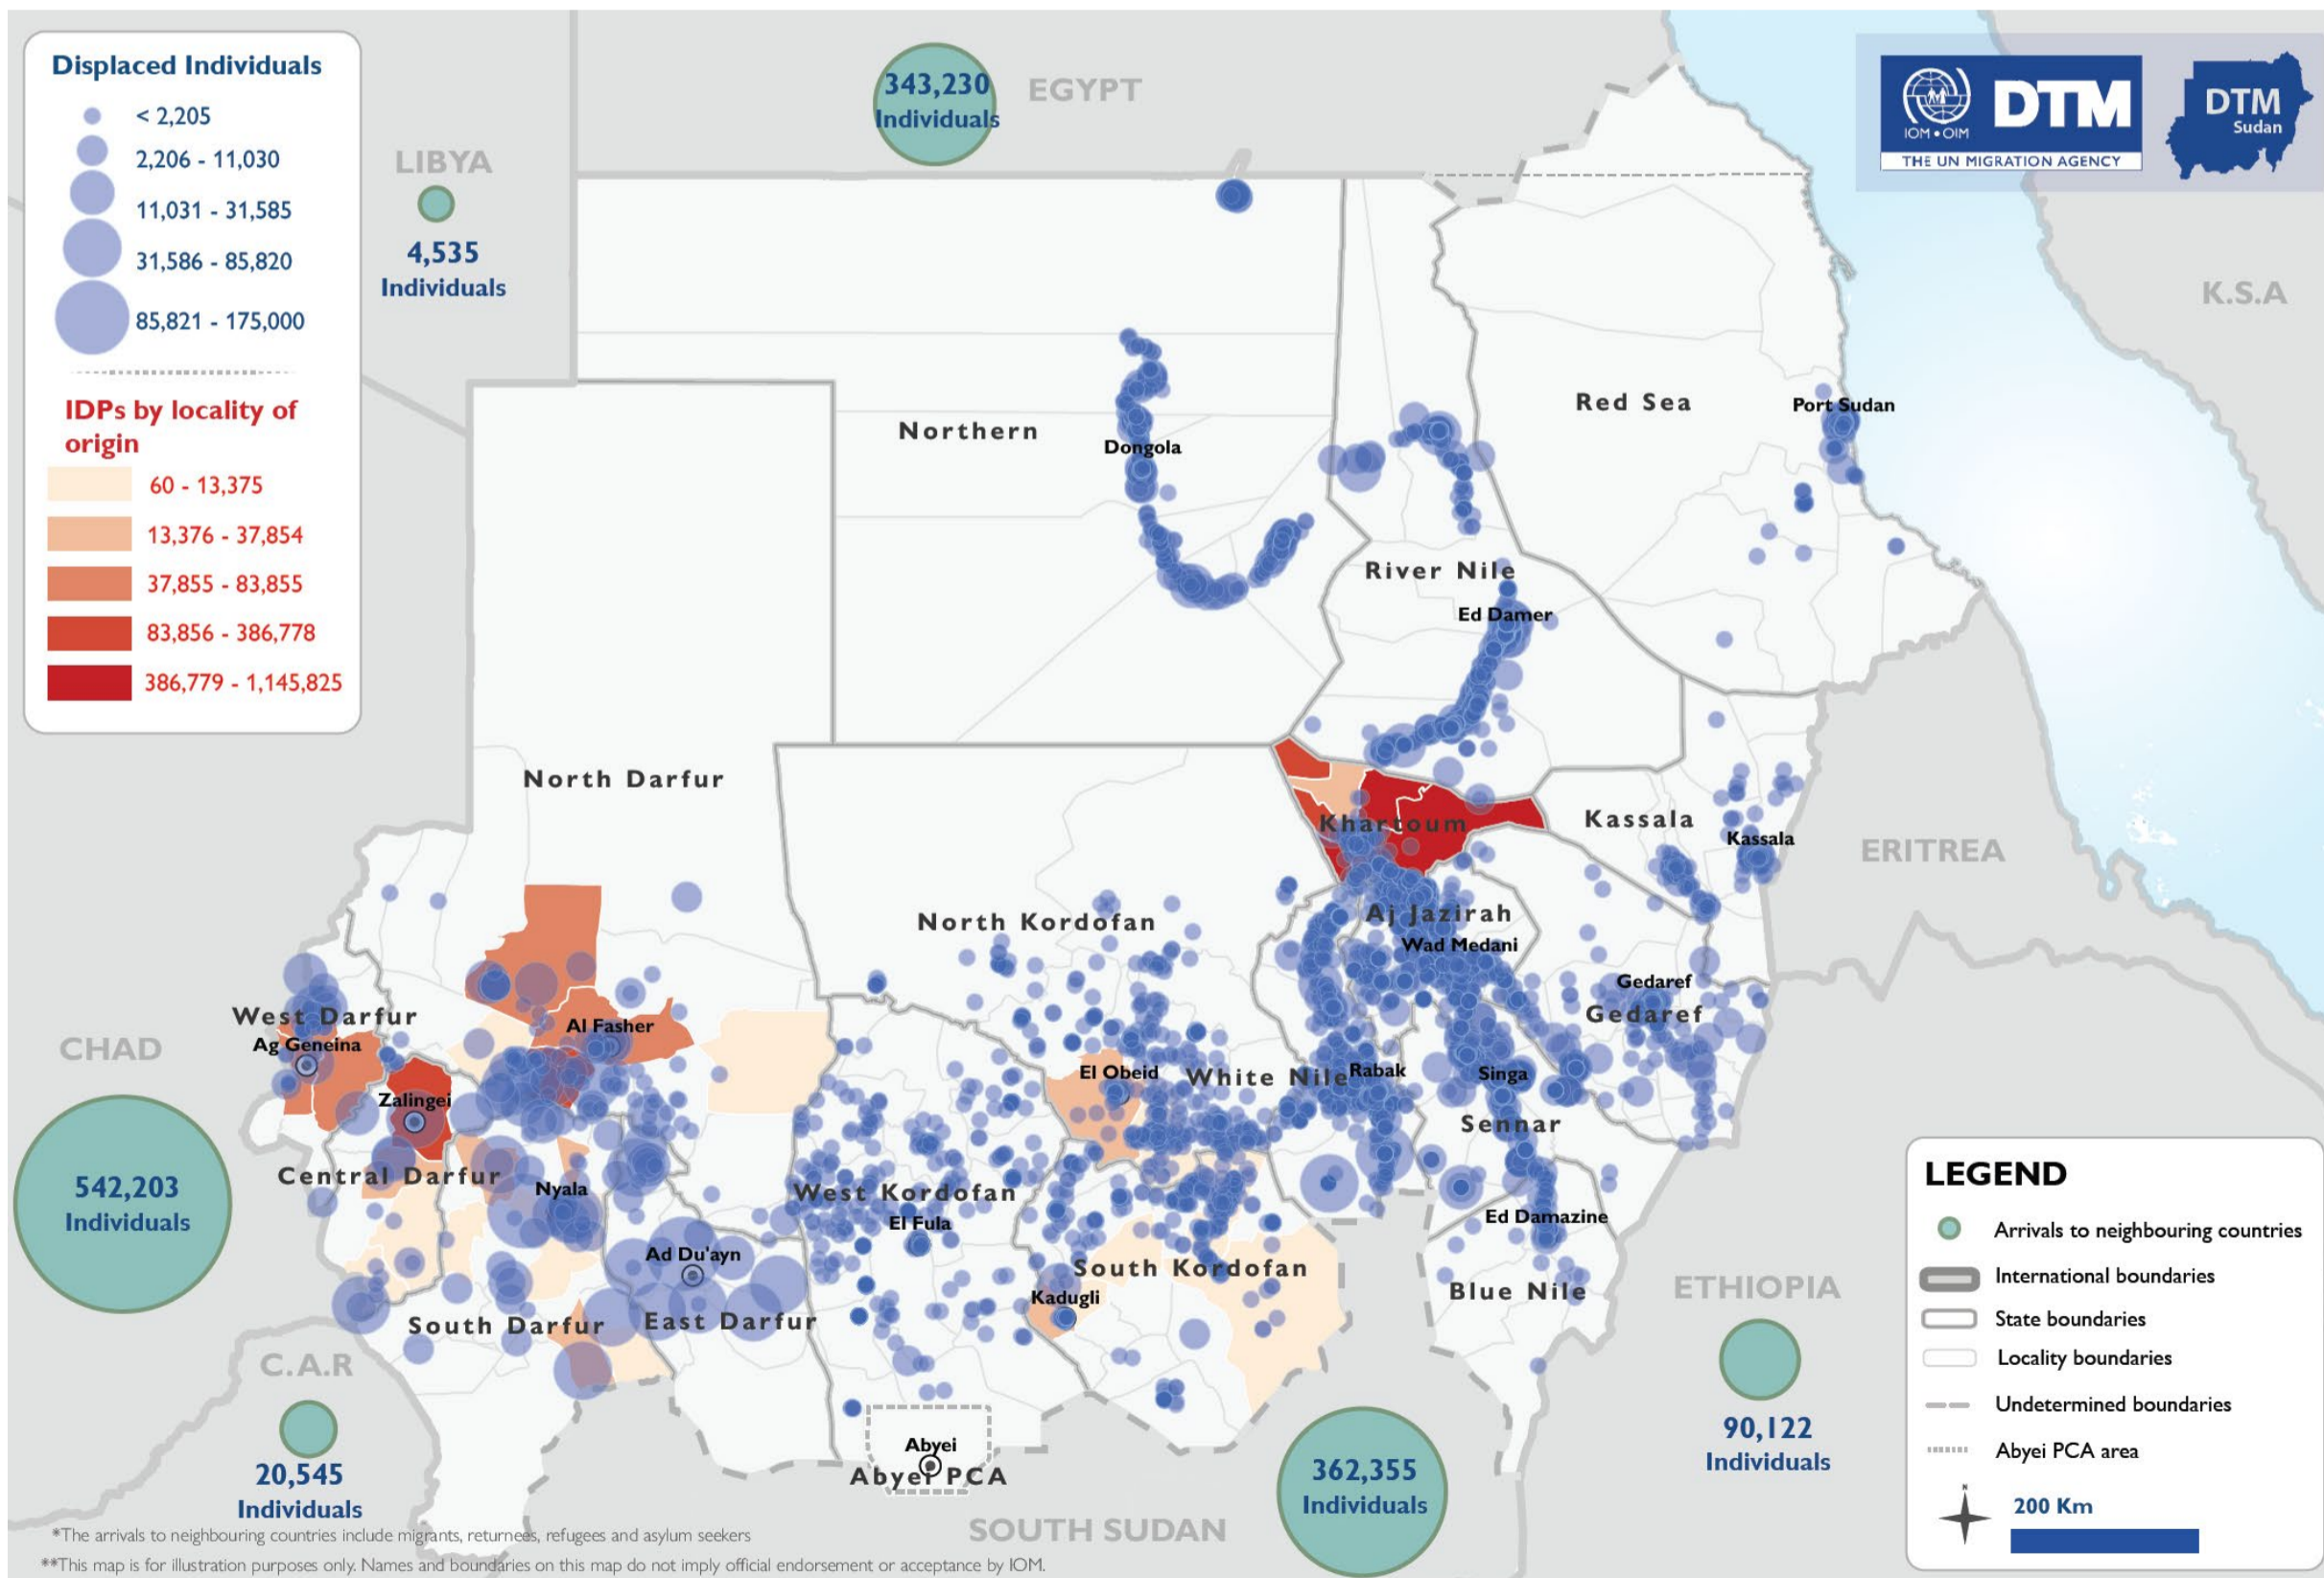 Displaced Individuals
< 2,205
2,206 - 11,030
11,031 - 31,585
31,586 - 85,820
85,821 - 175,000
IDPs by locality of
origin
60 - 13,375
13,376 - 37,854
37,855 - 83,855
83,856 - 386,778
386,779 - 1,145,825
343,230
Individuals
EGYPT
LIBYA
4,535
Individuals
IOM • OIM
DTM
THE UN MIGRATION AGENCY
DTM
Sudan
K.S.A
Northern
Dongola
Red Sea
Port Sudan
River Nile
Ed Damer
North Darfur
Khartoum
Kassala
Kassala
ERITREA
North Kordofan
Aj Jazirah
Wad Medani
Gedaref
Gedaref
West Darfur
Ag Geneina
Al Fasher
CHAD
542,203
Individuals
Zalingei
El Obeid
White Nile
Rabak
Singa
Sennar
Central Darfur
Nyala
West Kordofan
El Fula
Ed Damazine
Ad Du'ayn
South Kordofan
Kadugli
Blue Nile
ETHIOPIA
South Darfur
East Darfur
C.A.R
20,545
Individuals
90,122
Individuals
Abyei
Abyei PCA
362,355
Individuals
SOUTH SUDAN
LEGEND
Arrivals to neighbouring countries
International boundaries
State boundaries
Locality boundaries
Undetermined boundaries
Abyei PCA area
N
200 Km
*The arrivals to neighbouring countries include migrants, returnees, refugees and asylum seekers
**This map is for illustration purposes only. Names and boundaries on this map do not imply official endorsement or acceptance by IOM.